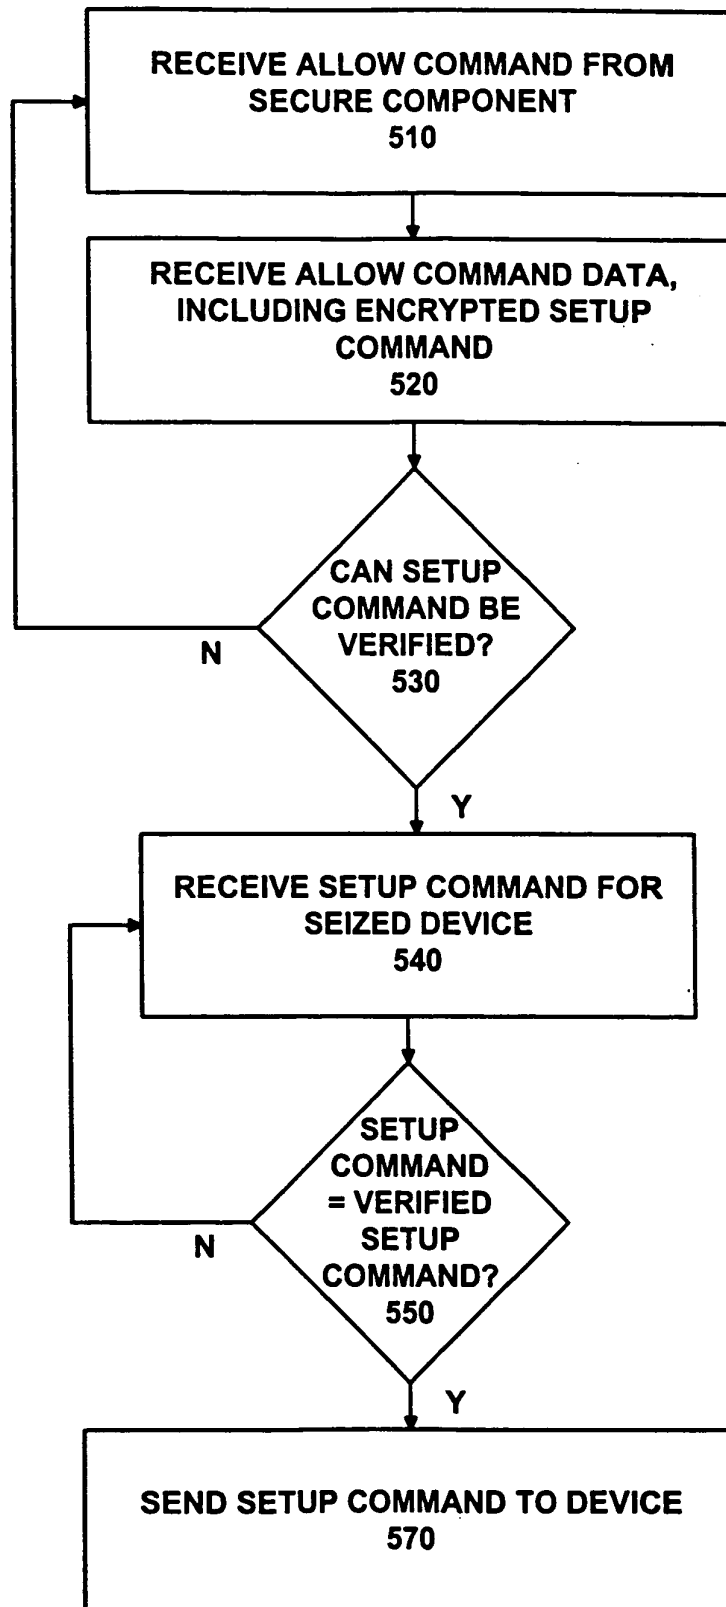 RECEIVE ALLOW COMMAND FROM
SECURE COMPONENT
510
RECEIVE ALLOW COMMAND DATA,
INCLUDING ENCRYPTED SETUP
COMMAND
520
CAN SETUP
COMMAND BE
VERIFIED?
530
N
Y
RECEIVE SETUP COMMAND FOR
SEIZED DEVICE
540
SETUP
COMMAND
= VERIFIED
SETUP
COMMAND?
550
N
Y
SEND SETUP COMMAND TO DEVICE
570